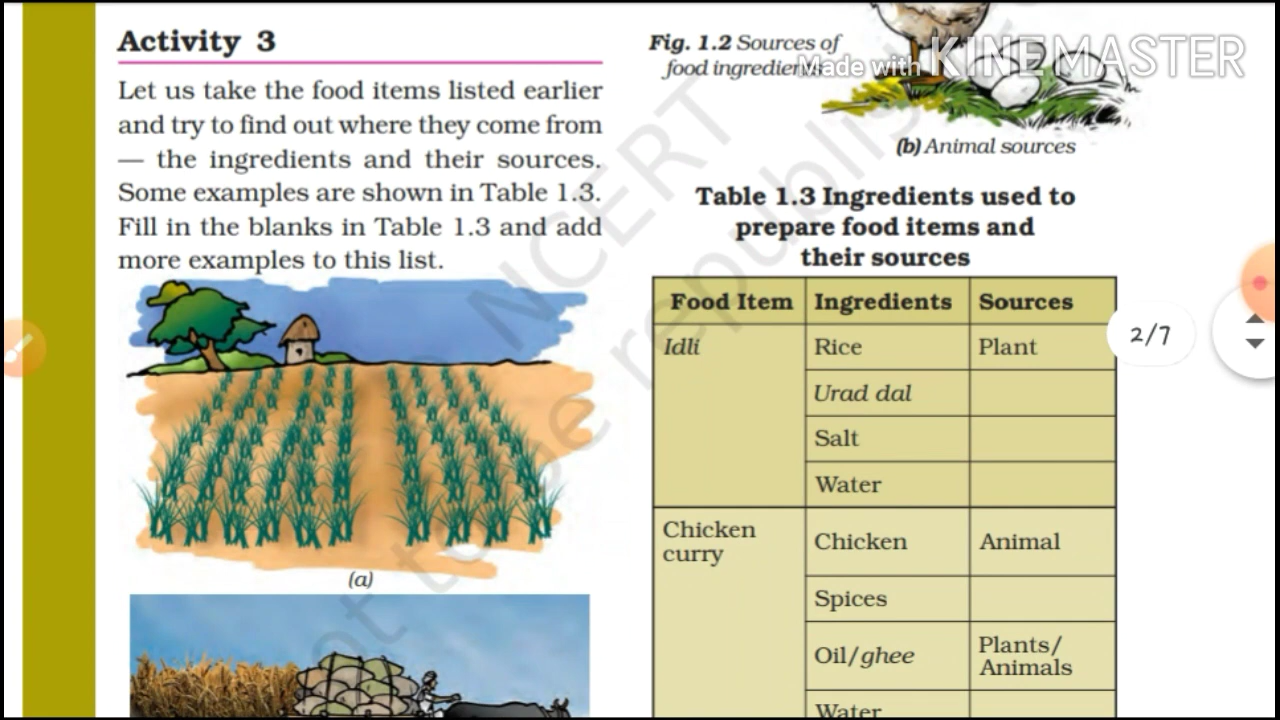 Activity 3
Let us take the food items listed earlier
and try to find out where they come from
— the ingredients and their sources.
Some examples are shown in Table 1.3.
Fill in the blanks in Table 1.3 and add
more examples to this list.
(a)
Fig. 1.2 Sources of
food ingredients
Made with KINEMASTER
(b) Animal sources
Table 1.3 Ingredients used to
prepare food items and
their sources
Food Item Ingredients Sources
Idli Rice Plant
Urad dal
Salt
Water
Chicken
curry
Chicken Animal
Spices
Oil/ghee Plants/
Animals
Water
2/7
NCERT